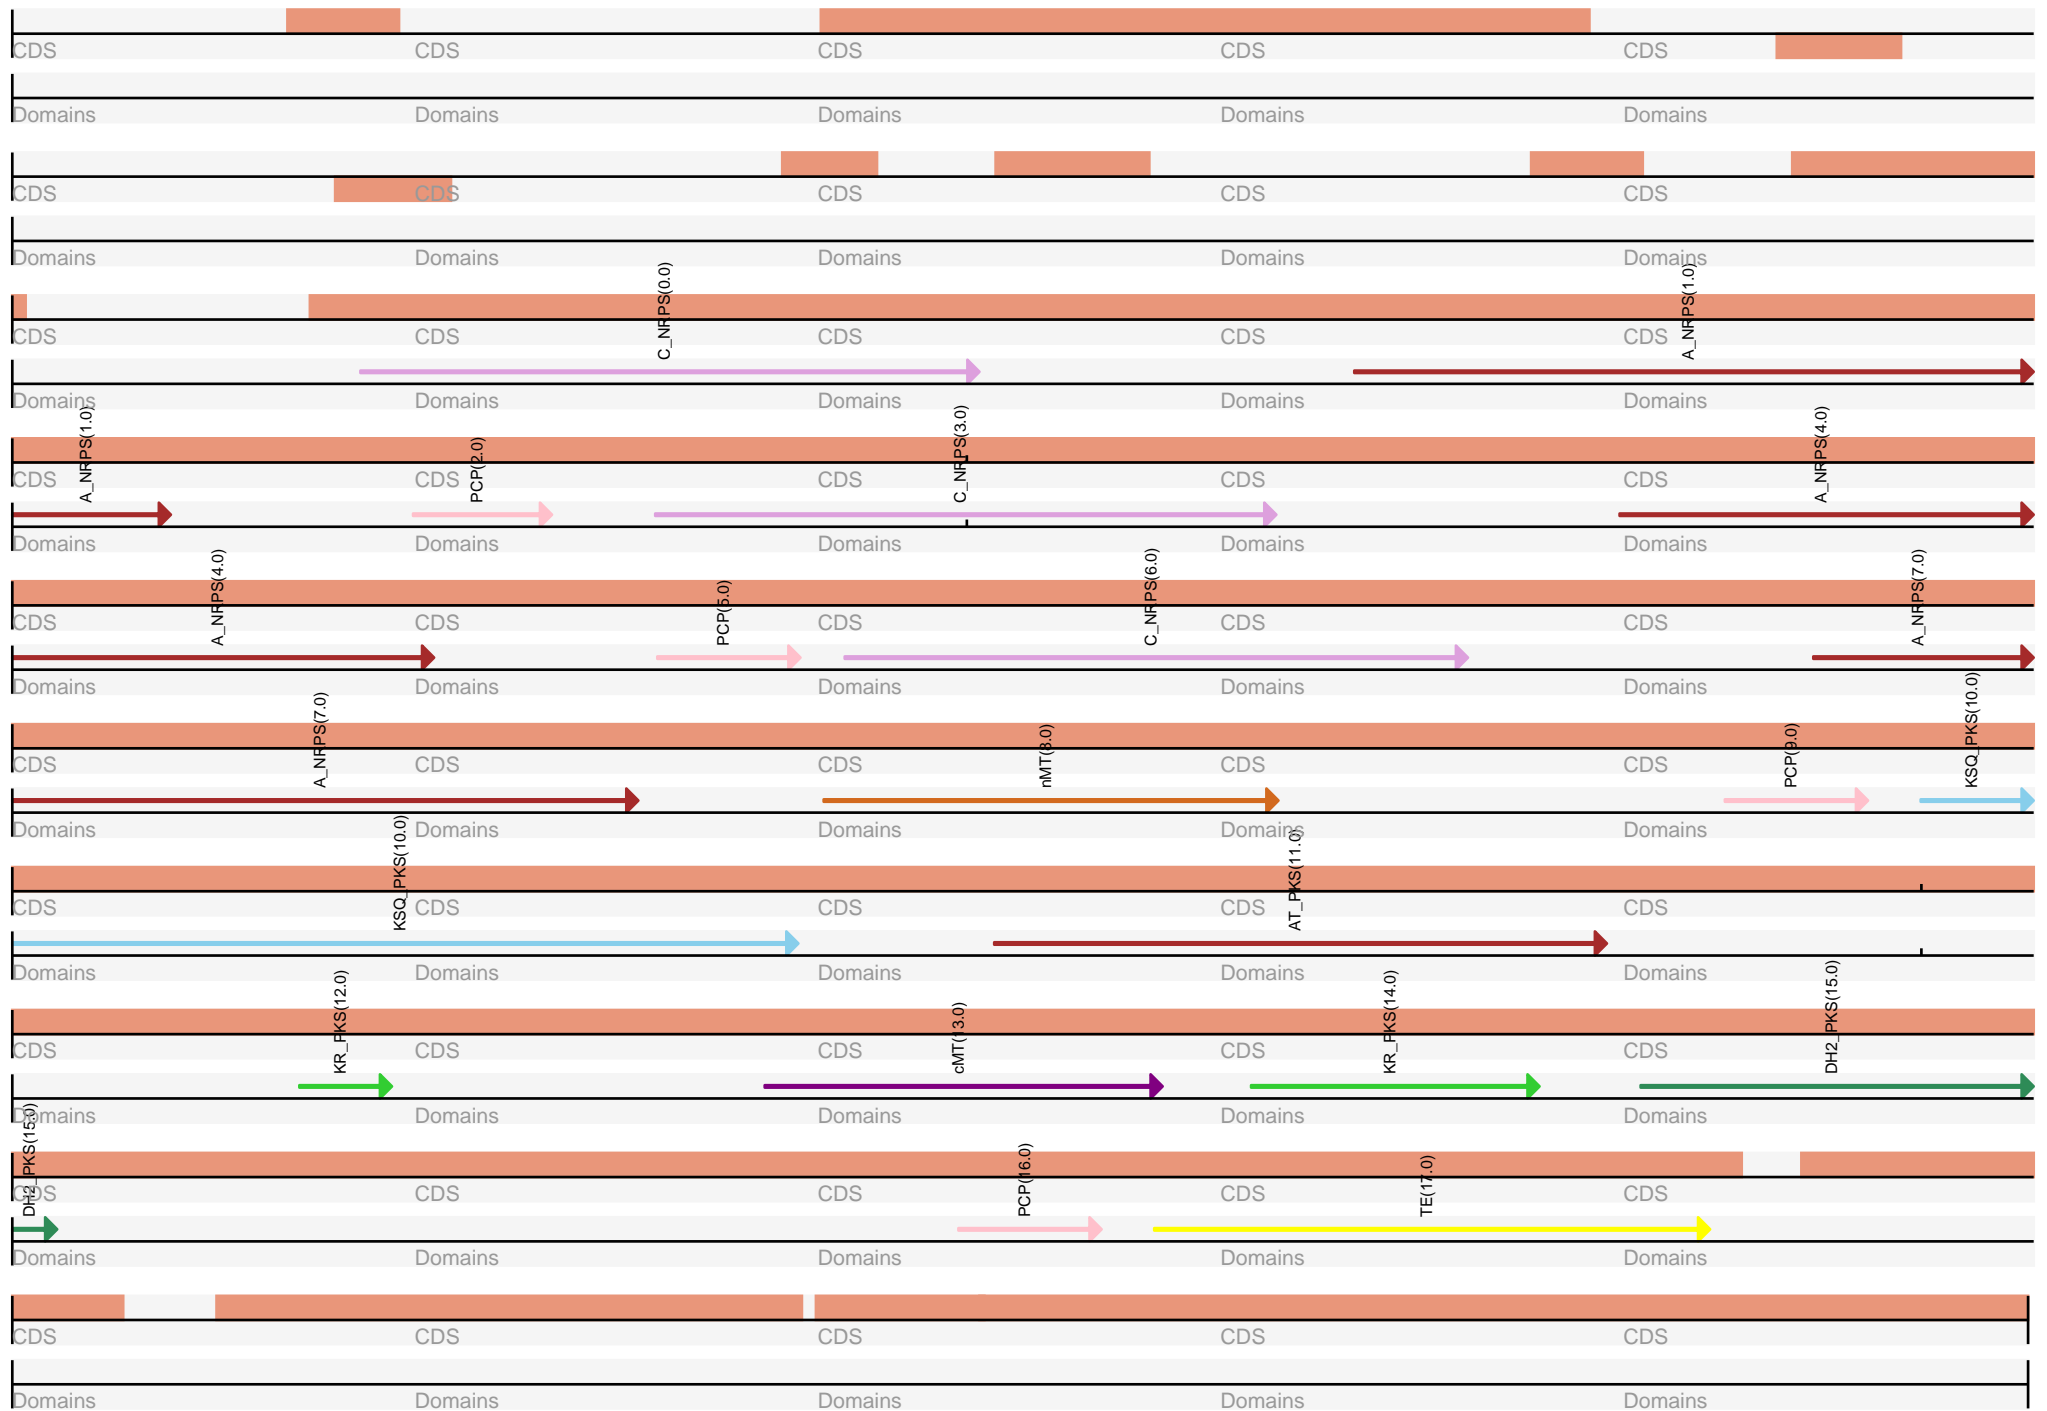 CDS CDS CDS CDS CDS
Domains Domains Domains Domains Domains
CDS CDS CDS CDS CDS
Domains Domains Domains Domains Domains
C_NRPS(0.0) A_NRPS(1.0)
CDS CDS CDS CDS CDS
Domains Domains Domains Domains Domains
A_NRPS(1.0) PCP(2.0) C_NRPS(3.0) A_NRPS(4.0)
CDS CDS CDS CDS CDS
Domains Domains Domains Domains Domains
A_NRPS(4.0) PCP(5.0) C_NRPS(6.0) A_NRPS(7.0)
CDS CDS CDS CDS CDS
Domains Domains Domains Domains Domains
A_NRPS(7.0) nMT(8.0) PCP(9.0) KSQ_PKS(10.0)
CDS CDS CDS CDS CDS
Domains Domains Domains Domains Domains
KSQ_PKS(10.0) AT_PKS(11.0)
CDS CDS CDS CDS CDS
Domains Domains Domains Domains Domains
KR_PKS(12.0) cMT(13.0) KR_PKS(14.0) DH2_PKS(15.0)
CDS CDS CDS CDS CDS
Domains Domains Domains Domains Domains
DH2_PKS(15.0) PCP(16.0) TE(17.0)
CDS CDS CDS CDS CDS
Domains Domains Domains Domains Domains
CDS CDS CDS CDS CDS
Domains Domains Domains Domains Domains